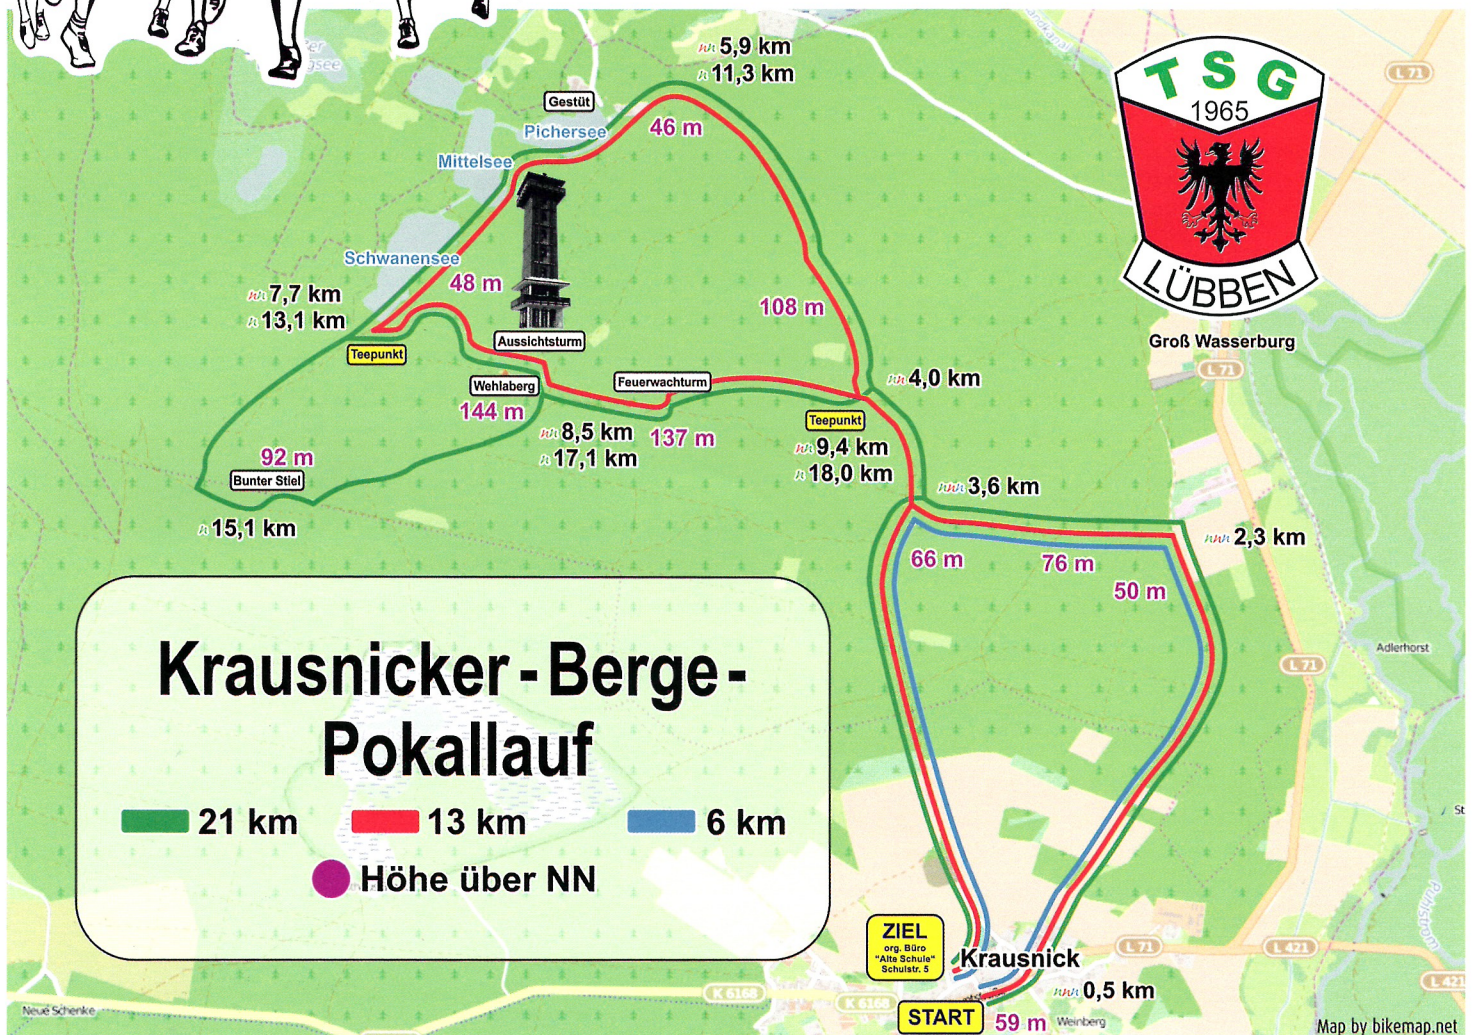 5,9 km
11,3 km
L 71
TSG
1965
LÜBBEN
Gestüt
Pichersee
46 m
Mittelsee
Schwanensee
48 m
7,7 km
13,1 km
108 m
Teepunkt
Aussichtsturm
Groß Wasserburg
L 71
Wehlaberg
Feuerwachturm
4,0 km
144 m
Teepunkt
8,5 km
137 m
17,1 km
9,4 km
18,0 km
92 m
Bunter Stiel
15,1 km
3,6 km
2,3 km
66 m
76 m
50 m
Adlerhorst
L 71
Krausnicker-Berge-
Pokallauf
21 km
13 km
6 km
Höhe über NN
St
ZIEL
org. Büro
"Alte Schule"
Schulstr. 5
Krausnick
L 71
L 421
L 421
K 6168
K 6168
0,5 km
START
59 m
Weinberg
Neue Schenke
Map by bikemap.net